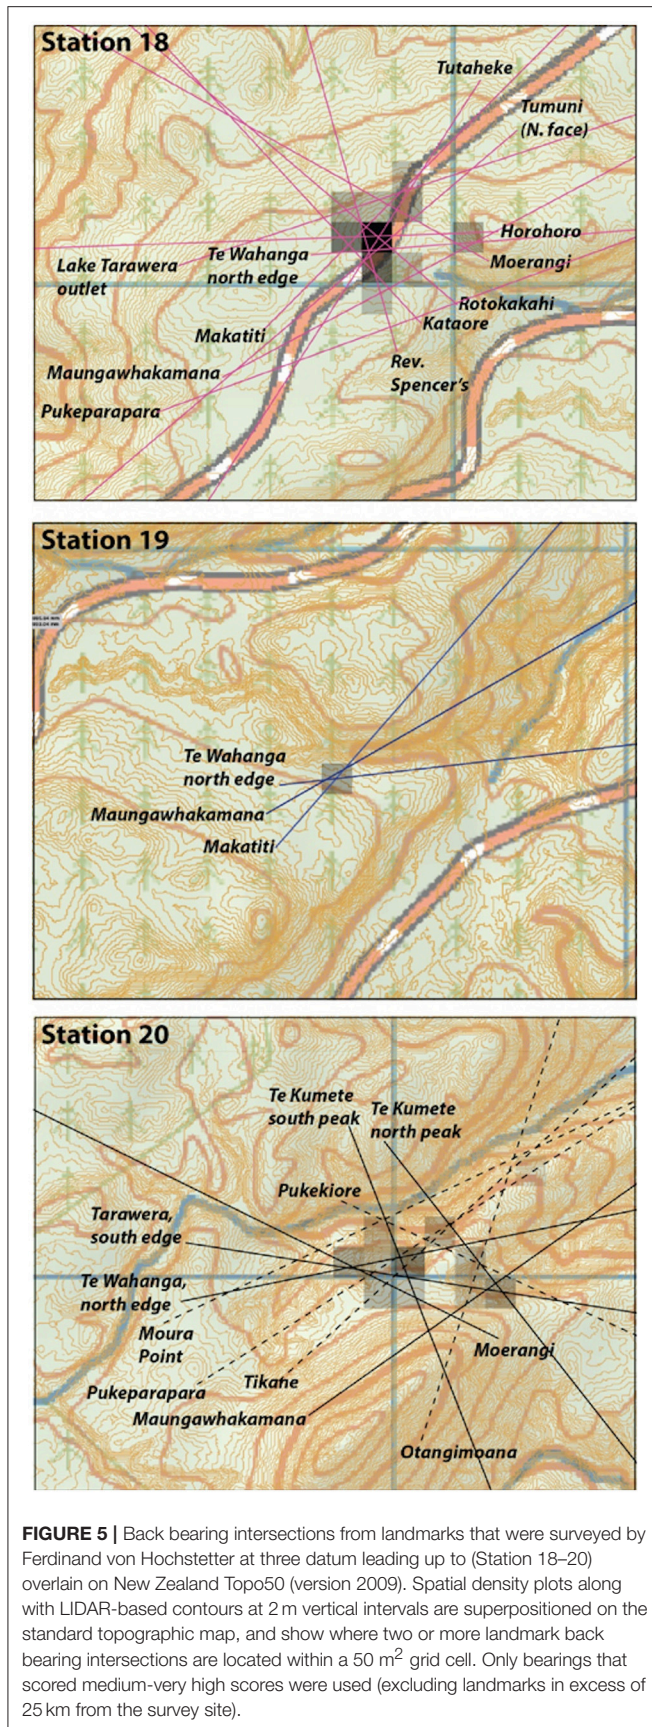 Station 18
Tutaheke
Tumuni
(N. face)
Horohoro
Te Wahanga
north edge
Moerangi
Lake Tarawera
outlet
Rotokakahi
Kataore
Makatiti
Rev.
Spencer's
Maungawhakamana
Pukeparapara
Station 19
Te Wahanga
north edge
Maungawhakamana
Makatiti
Station 20
Te Kumete
south peak
Te Kumete
north peak
Pukekiore
Tarawera,
south edge
Te Wahanga,
north edge
Moura
Point
Moerangi
Pukeparapara
Tikane
Maungawhakamana
Otangimoana
FIGURE 5 | Back bearing intersections from landmarks that were surveyed by
Ferdinand von Hochstetter at three datum leading up to (Station 18–20)
overlain on New Zealand Topo50 (version 2009). Spatial density plots along
with LIDAR-based contours at 2 m vertical intervals are superpositioned on the
standard topographic map, and show where two or more landmark back
bearing intersections are located within a 50 m² grid cell. Only bearings that
scored medium-very high scores were used (excluding landmarks in excess of
25 km from the survey site).